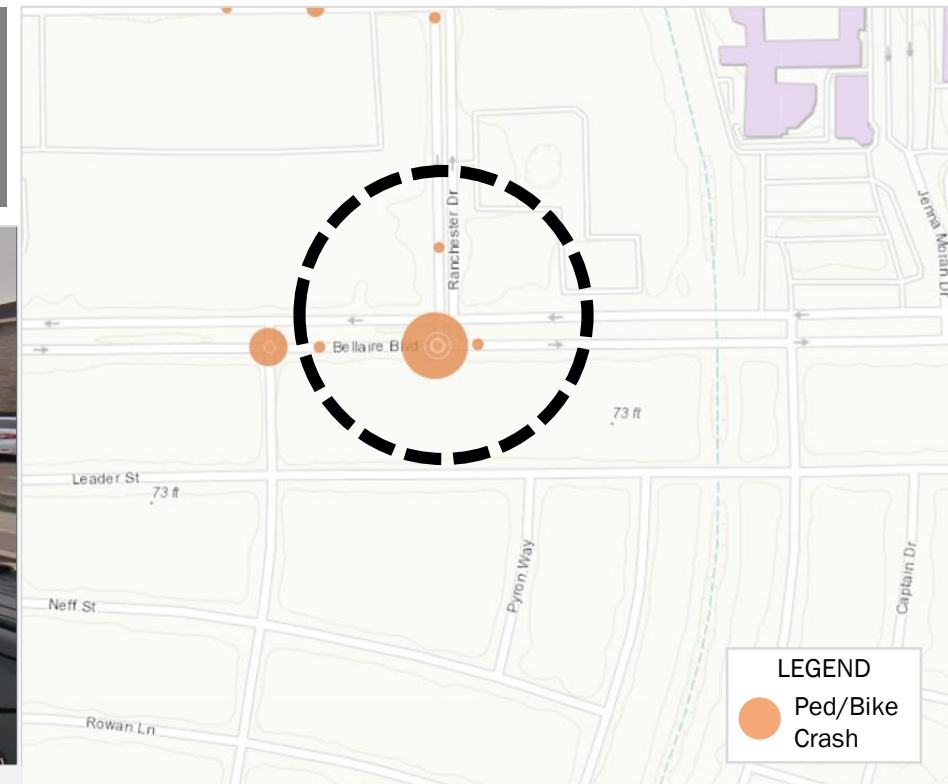 Ranchester Dr
Jenna Moran Dr
Bellaire Blvd
73 ft
Leader St
73 ft
Pyron Way
Captain Dr
Neff St
Rowan Ln
LEGEND
Ped/Bike
Crash